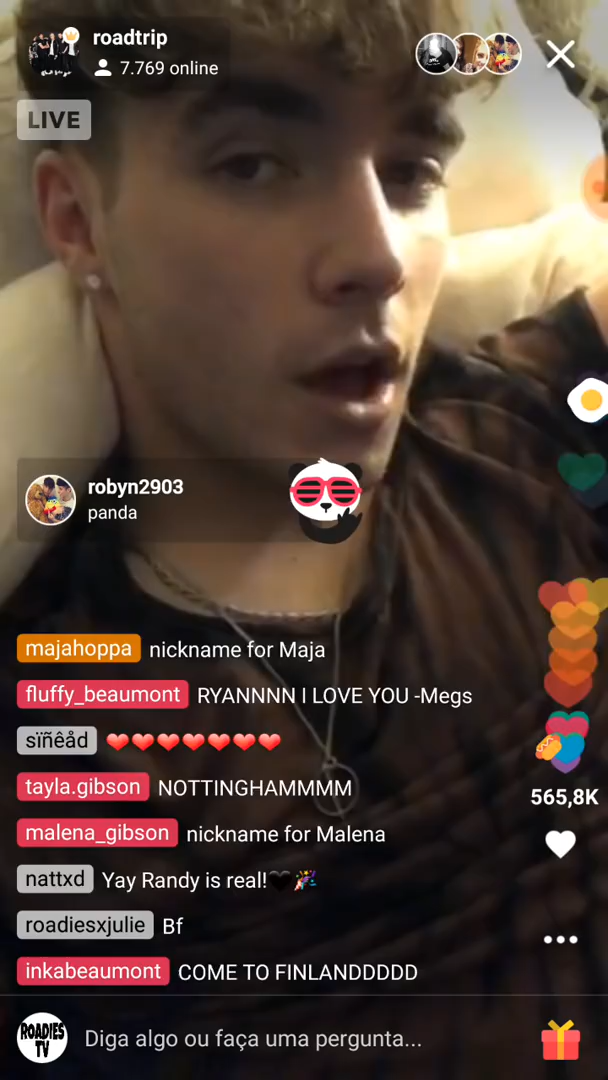 roadtrip
7.769 online
LIVE
robyn2903
panda
majahoppa nickname for Maja
fluffy_beaumont RYANNNN I LOVE YOU -Megs
sïñêåd ❤❤❤❤❤❤❤
tayla.gibson NOTTINGHAMMMM
565,8K
malena_gibson nickname for Malena
nattxd Yay Randy is real!🖤🎉
roadiesxjulie Bf
inkabeaumont COME TO FINLANDDDDD
ROADIES
TV
Diga algo ou faça uma pergunta...